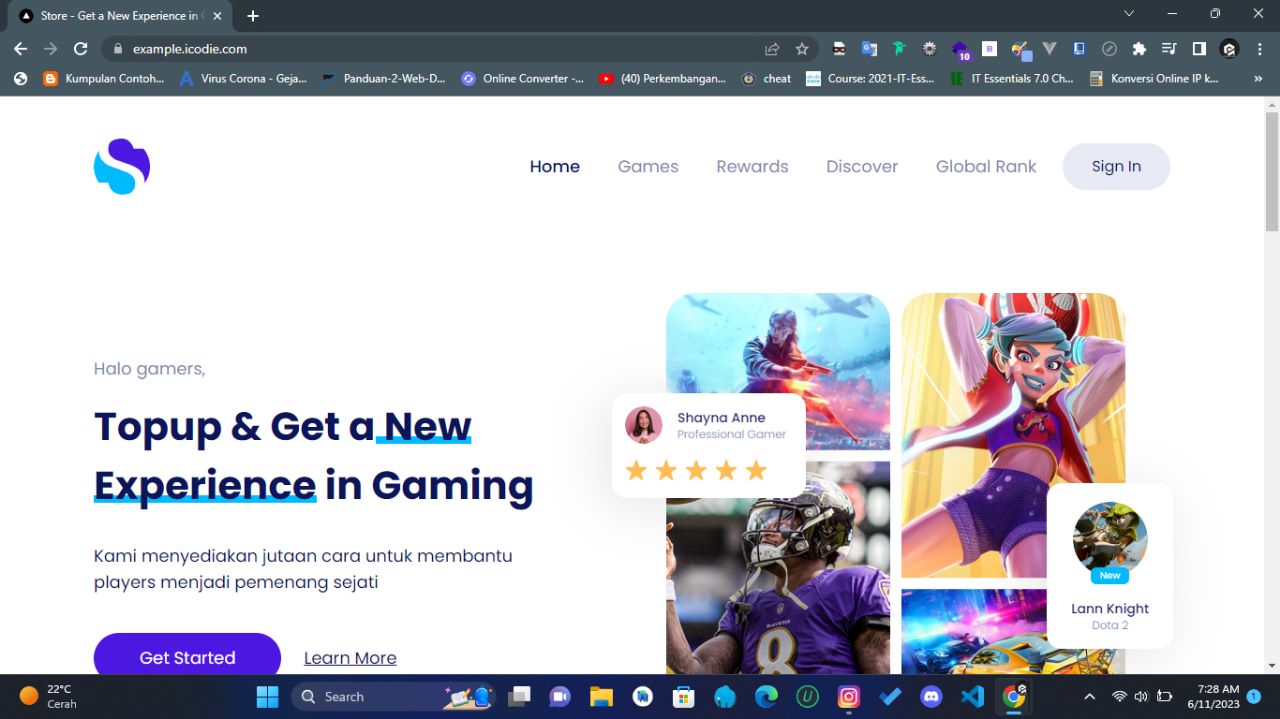 Store - Get a New Experience in G
example.icodie.com
10
Kumpulan Contoh...
Virus Corona - Geja...
Panduan-2-Web-D...
Online Converter -...
(40) Perkembangan...
cheat
Course: 2021-IT-Ess...
IT Essentials 7.0 Ch...
Konversi Online IP k...
»
Home
Games
Rewards
Discover
Global Rank
Sign In
Halo gamers,
Topup & Get a New
Experience in Gaming
Kami menyediakan jutaan cara untuk membantu
players menjadi pemenang sejati
Get Started
Learn More
Shayna Anne
Professional Gamer
RAVENS
8
New
Lann Knight
Dota 2
22°C
Cerah
Search
7:28 AM
6/11/2023
1